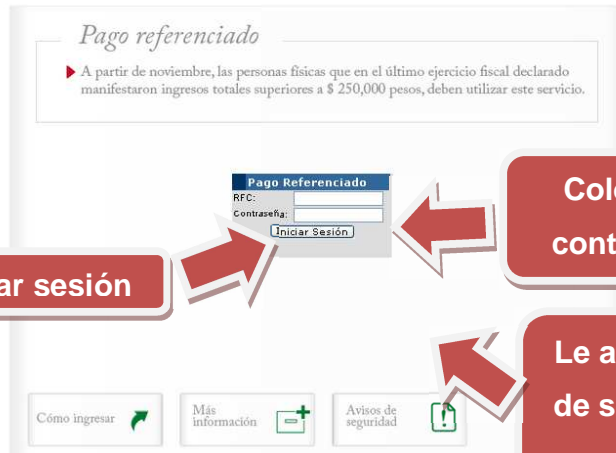 Pago referenciado
A partir de noviembre, las personas físicas que en el último ejercicio fiscal declarado
manifestaron ingresos totales superiores a $ 250,000 pesos, deben utilizar este servicio.
Pago Referenciado
RFC:
Contraseña:
Iniciar Sesión
Col
cont
ar sesión
Le a
de s
Cómo ingresar
Más
información
Avisos de
seguridad